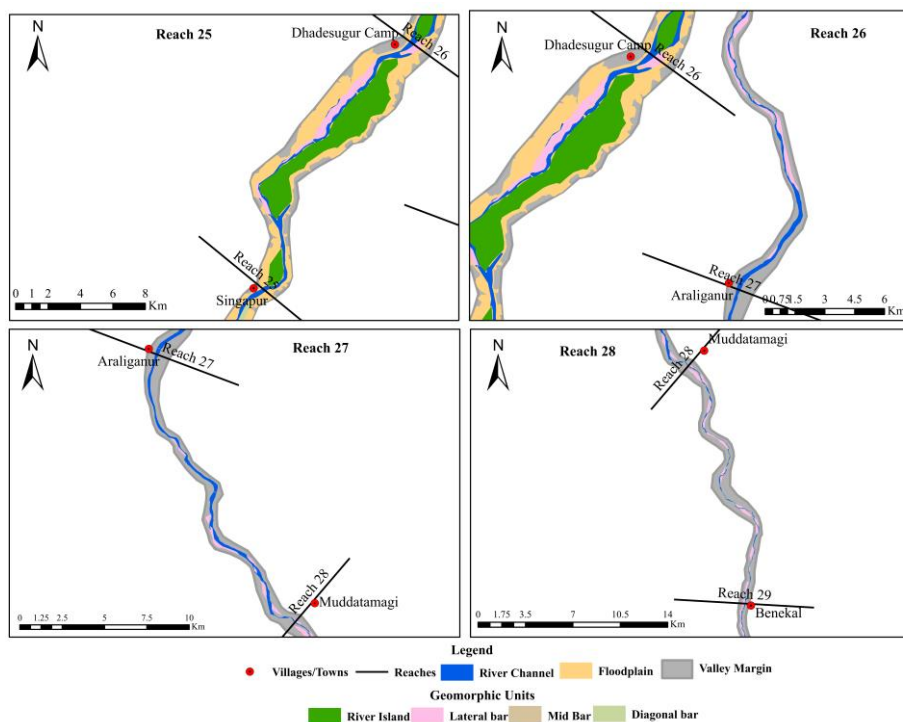 N
Reach 25
Dhadesugur Camp
Reach 26
Reach 25
Singapur
0 1 2 4 6 8
Km
N
Reach 26
Dhadesugur Camp
Reach 26
Reach 27
Araliganur
0 0.75 1.5 3 4.5 6
Km
N
Reach 27
Araliganur
Reach 27
Reach 28
Muddatamagi
0 1.25 2.5 5 7.5 10
Km
N
Reach 28
Muddatamagi
Reach 28
Reach 29
Benekal
0 1.75 3.5 7 10.5 14
Km
Legend
Villages/Towns Reaches River Channel Floodplain Valley Margin
Geomorphic Units
River Island Lateral bar Mid Bar Diagonal bar